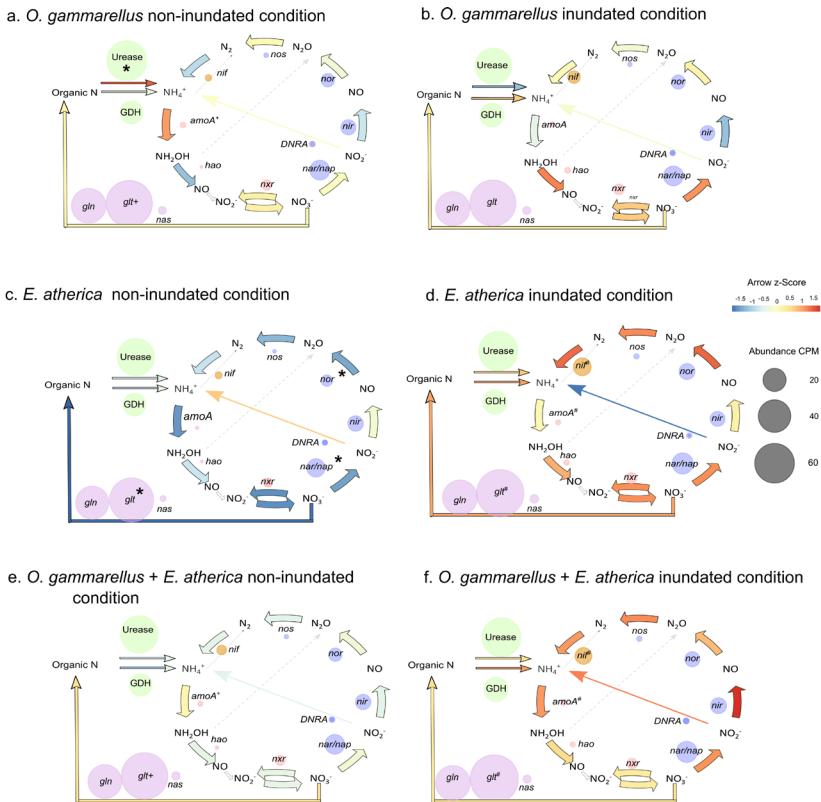 a. O. gammarellus non-inundated condition
Urease
*
Organic N
GDH
NH₄⁺
N₂
nif
nos
N₂O
nor
NO
nir
NO₂⁻
DNRA
nar/nap
NO₃⁻
nxr
NO₂⁻
NO
hao
NH₂OH
amoA⁺
gln
glt+
nas
b. O. gammarellus inundated condition
Urease
Organic N
GDH
NH₄⁺
N₂
nif
nos
N₂O
nor
NO
nir
NO₂⁻
DNRA
nar/nap
NO₃⁻
nxr
nxr
NO₂⁻
NO
hao
NH₂OH
amoA
gln
glt
nas
c. E. atherica non-inundated condition
Urease
Organic N
GDH
NH₄⁺
N₂
nif
nos
N₂O
nor *
NO
nir
NO₂⁻
DNRA
nar/nap *
NO₃⁻
nxr
NO₂⁻
NO
hao
NH₂OH
amoA
gln
glt *
nas
d. E. atherica inundated condition
Urease
Organic N
GDH
NH₄⁺
N₂
nif#
nos
N₂O
nor
NO
nir
NO₂⁻
DNRA
nar/nap
NO₃⁻
nxr
NO₂⁻
NO
hao
NH₂OH
amoA#
gln
glt#
nas
Arrow z-Score
-1.5 -1 -0.5 0 0.5 1 1.5
Abundance CPM
20
40
60
e. O. gammarellus + E. atherica non-inundated
condition
Urease
Organic N
GDH
NH₄⁺
N₂
nif
nos
N₂O
nor
NO
nir
NO₂⁻
DNRA
nar/nap
NO₃⁻
nxr
NO₂⁻
NO
hao
NH₂OH
amoA⁺
gln
glt+
nas
f. O. gammarellus + E. atherica inundated condition
Urease
Organic N
GDH
NH₄⁺
N₂
nif#
nos
N₂O
nor
NO
nir
NO₂⁻
DNRA
nar/nap
NO₃⁻
nxr
NO₂⁻
NO
hao
NH₂OH
amoA#
gln
glt#
nas